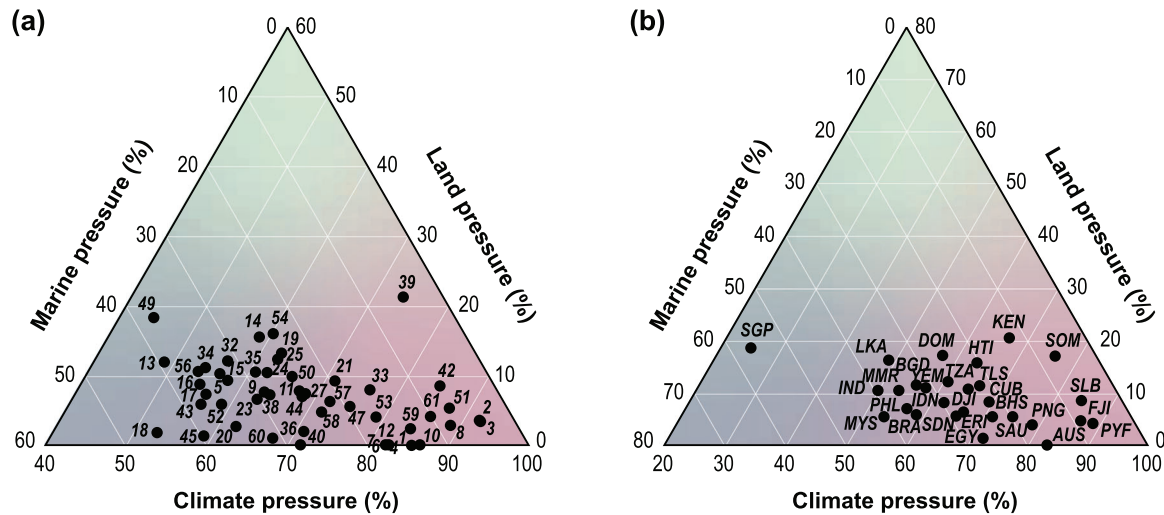 (a)
0 60
10 50
20 40
30 30
40 20
50 10
60 0
40 50 60 70 80 90 100
Marine pressure (%)
Land pressure (%)
Climate pressure (%)
39
49
14 54
19
13 56 34 32 35 25
16 5 15 24 50 21 42
17 9 11 27 33
43 52 23 38 44 57 51
18 45 20 60 58 47 53 59 61 2
40 12 8 3
7 6 4 1 10
(b)
0 80
10 70
20 60
30 50
40 40
50 30
60 20
70 10
80 0
20 30 40 50 60 70 80 90 100
Marine pressure (%)
Land pressure (%)
Climate pressure (%)
SGP KEN
LKA DOM HTI SOM
BGD
MMR YEM TZA TLS
IND CUB SLB
PHL IDN DJI BHS FJI
MYS BRA SDN ERI PNG PYF
EGY SAU AUS